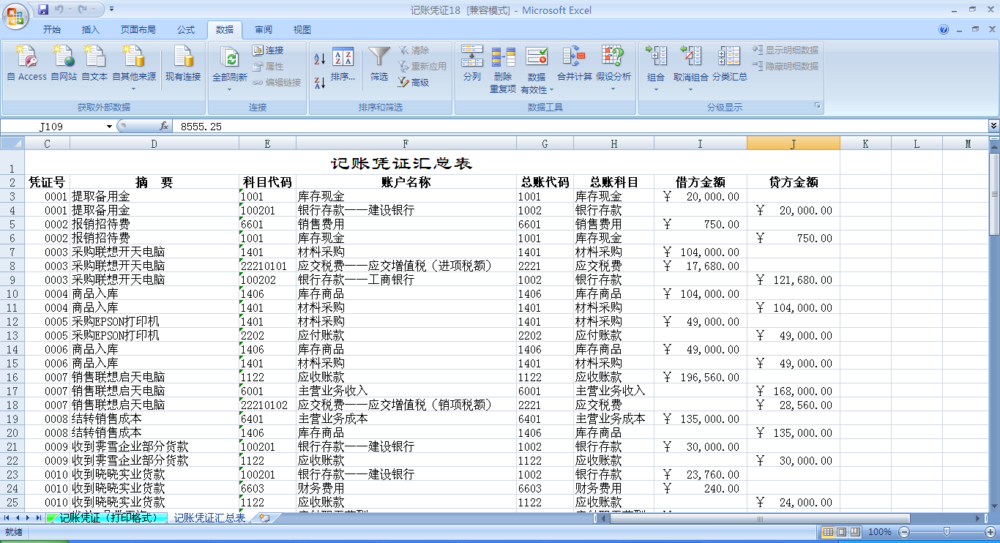 记账凭证18 [兼容模式] - Microsoft Excel
开始 插入 页面布局 公式 数据 审阅 视图
自 Access 自网站 自文本 自其他来源 现有连接 获取外部数据
全部刷新 连接 属性 编辑链接 连接
排序... 筛选 清除 重新应用 高级 排序和筛选
分列 删除重复项 数据有效性 合并计算 假设分析 数据工具
组合 取消组合 分类汇总 显示明细数据 隐藏明细数据 分级显示
J109 fx 8555.25
C D E F G H I J K L M
1 记账凭证汇总表
2 凭证号 摘 要 科目代码 账户名称 总账代码 总账科目 借方金额 贷方金额
3 0001 提取备用金 1001 库存现金 1001 库存现金 ¥ 20,000.00
4 0001 提取备用金 100201 银行存款——建设银行 1002 银行存款 ¥ 20,000.00
5 0002 报销招待费 6601 销售费用 6601 销售费用 ¥ 750.00
6 0002 报销招待费 1001 库存现金 1001 库存现金 ¥ 750.00
7 0003 采购联想开天电脑 1401 材料采购 1401 材料采购 ¥ 104,000.00
8 0003 采购联想开天电脑 22210101 应交税费——应交增值税（进项税额） 2221 应交税费 ¥ 17,680.00
9 0003 采购联想开天电脑 100202 银行存款——工商银行 1002 银行存款 ¥ 121,680.00
10 0004 商品入库 1406 库存商品 1406 库存商品 ¥ 104,000.00
11 0004 商品入库 1401 材料采购 1401 材料采购 ¥ 104,000.00
12 0005 采购EPSON打印机 1401 材料采购 1401 材料采购 ¥ 49,000.00
13 0005 采购EPSON打印机 2202 应付账款 2202 应付账款 ¥ 49,000.00
14 0006 商品入库 1406 库存商品 1406 库存商品 ¥ 49,000.00
15 0006 商品入库 1401 材料采购 1401 材料采购 ¥ 49,000.00
16 0007 销售联想启天电脑 1122 应收账款 1122 应收账款 ¥ 196,560.00
17 0007 销售联想启天电脑 6001 主营业务收入 6001 主营业务收入 ¥ 168,000.00
18 0007 销售联想启天电脑 22210102 应交税费——应交增值税（销项税额） 2221 应交税费 ¥ 28,560.00
19 0008 结转销售成本 6401 主营业务成本 6401 主营业务成本 ¥ 135,000.00
20 0008 结转销售成本 1406 库存商品 1406 库存商品 ¥ 135,000.00
21 0009 收到霁雪企业部分货款 100201 银行存款——建设银行 1002 银行存款 ¥ 30,000.00
22 0009 收到霁雪企业部分货款 1122 应收账款 1122 应收账款 ¥ 30,000.00
23 0010 收到晓晓实业货款 100201 银行存款——建设银行 1002 银行存款 ¥ 23,760.00
24 0010 收到晓晓实业货款 6603 财务费用 6603 财务费用 ¥ 240.00
25 0010 收到晓晓实业货款 1122 应收账款 1122 应收账款 ¥ 24,000.00
记账凭证（打印格式） 记账凭证汇总表
就绪 100%